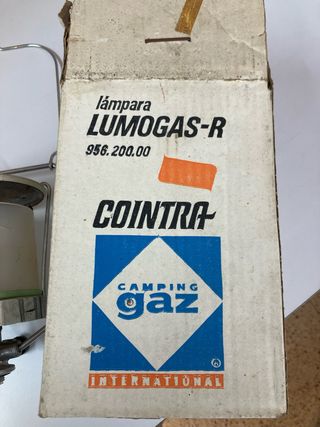 lámpara
LUMOGAS-R
956.200.00
COINTRA
CAMPING
gaz
INTERNATIONAL